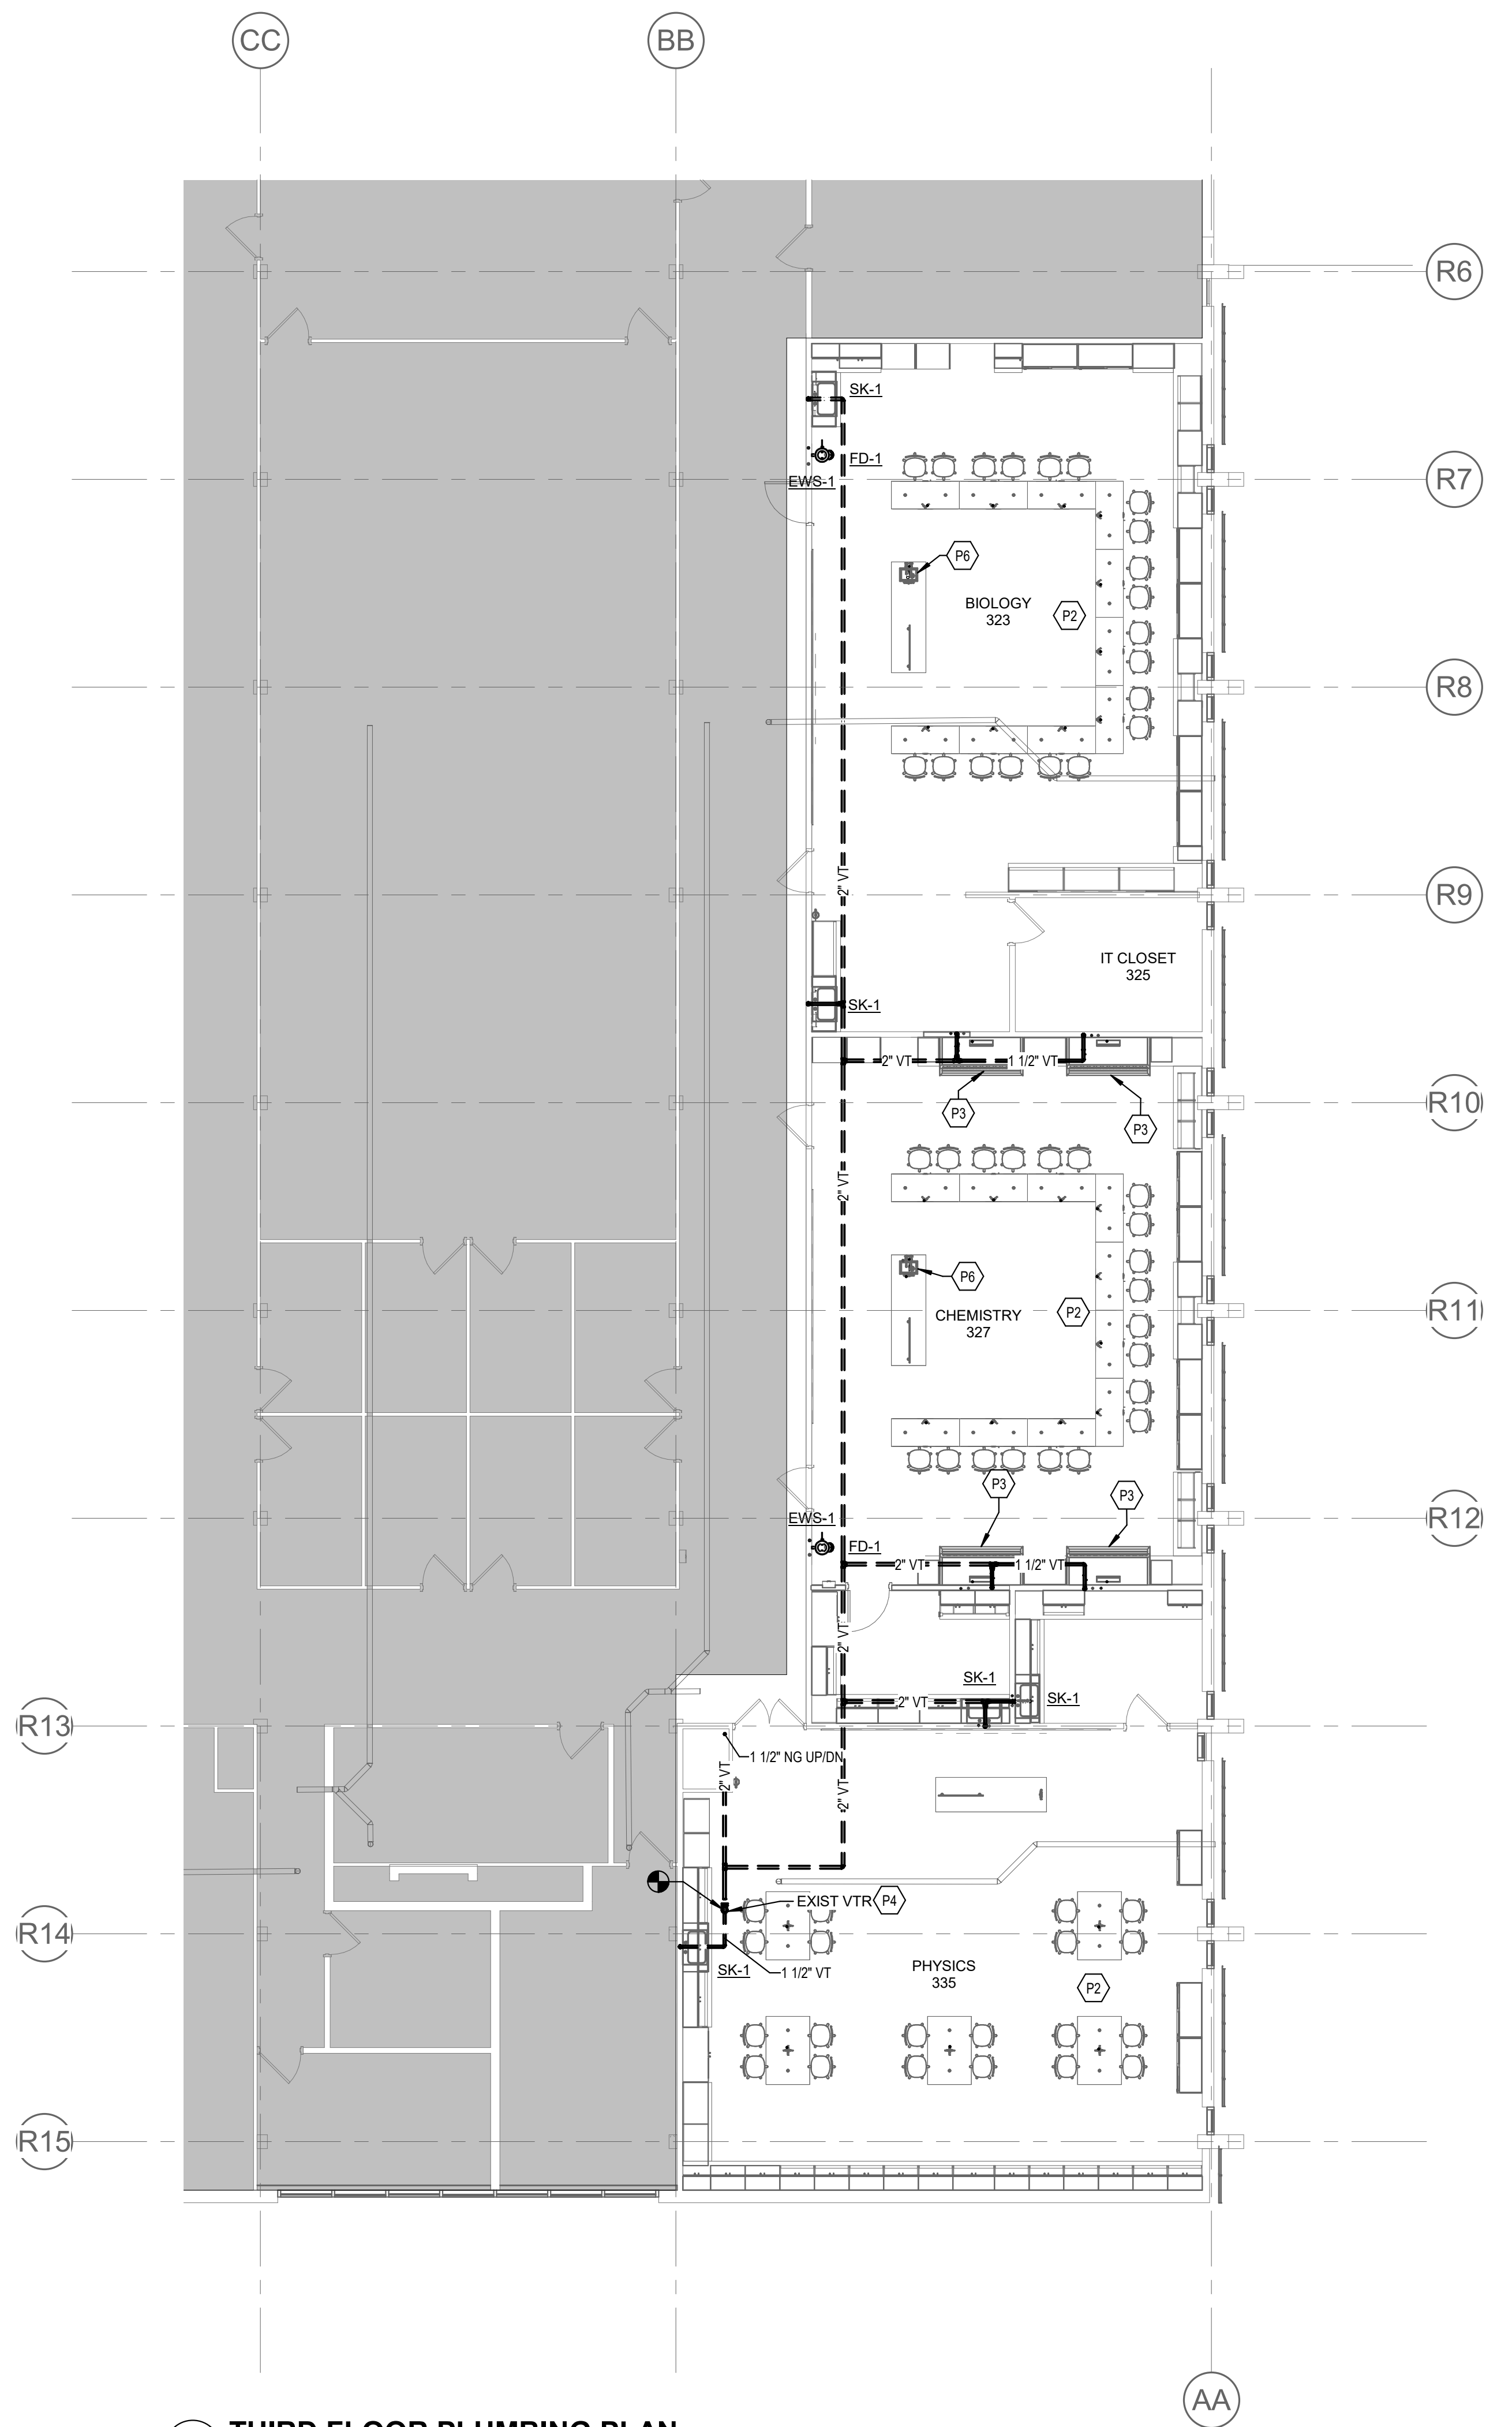 CC
BB
R6
SK-1
FD-1
EWS-1
R7
P6
BIOLOGY
323
P2
R8
2" VT
R9
IT CLOSET
325
SK-1
2" VT
1 1/2" VT
P3
P3
R10
2" VT
P6
CHEMISTRY
327
P2
R11
P3
P3
EWS-1
R12
FD-1
2" VT
1 1/2" VT
2" VT
SK-1
SK-1
2" VT
R13
1 1/2" NG UP/DN
2" VT
2" VT
EXIST VTR
P4
R14
SK-1
1 1/2" VT
PHYSICS
335
P2
R15
AA
THIRD FLOOR PLUMBING PLAN